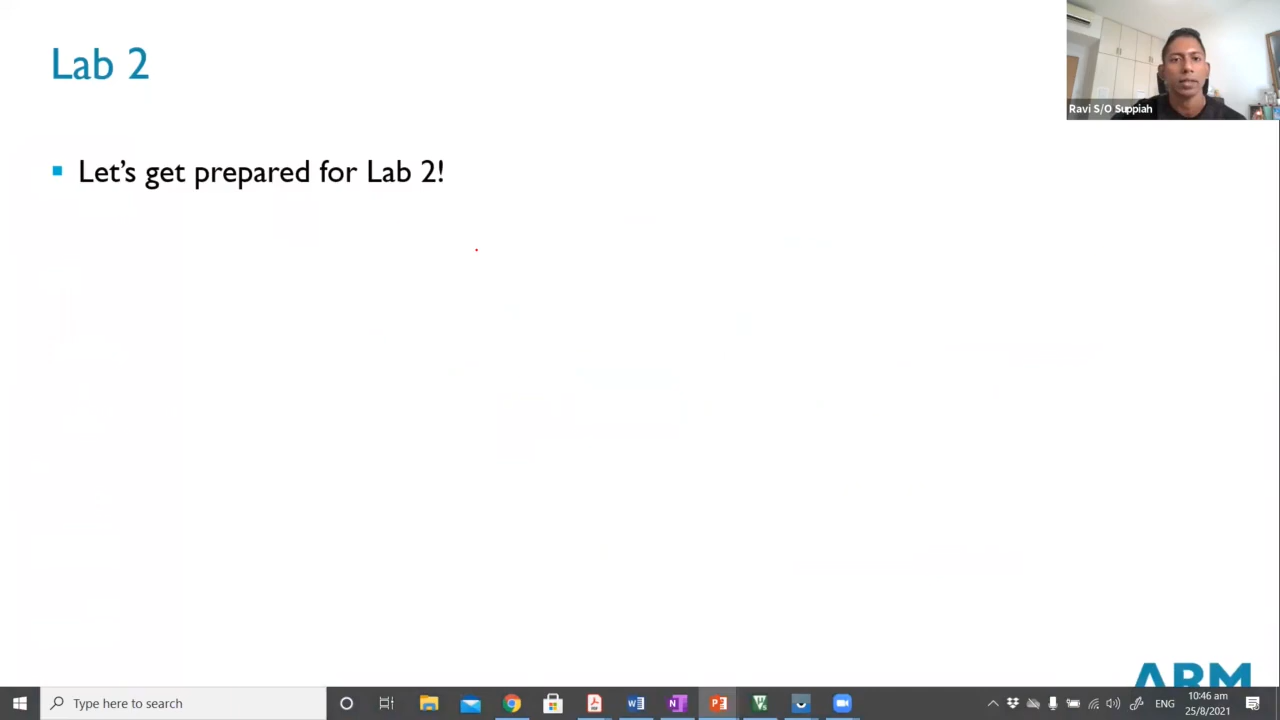 Lab 2
Ravi S/O Suppiah
Let's get prepared for Lab 2!
ARM
Type here to search
ENG
10:46 am
25/8/2021